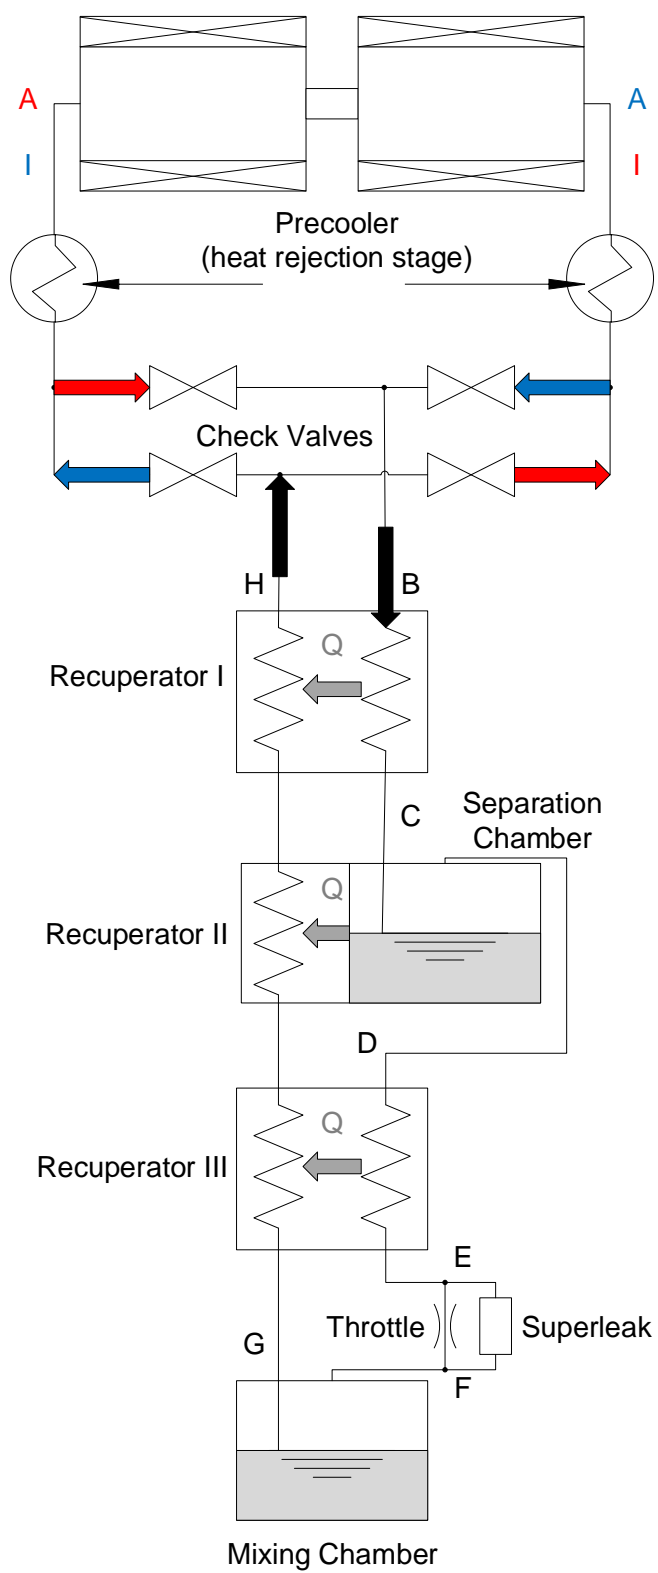 A
A
I
I
Precooler
(heat rejection stage)
Check Valves
H
B
Q
Recuperator I
C
Separation
Chamber
Q
Recuperator II
D
Q
Recuperator III
E
Throttle
Superleak
G
F
Mixing Chamber